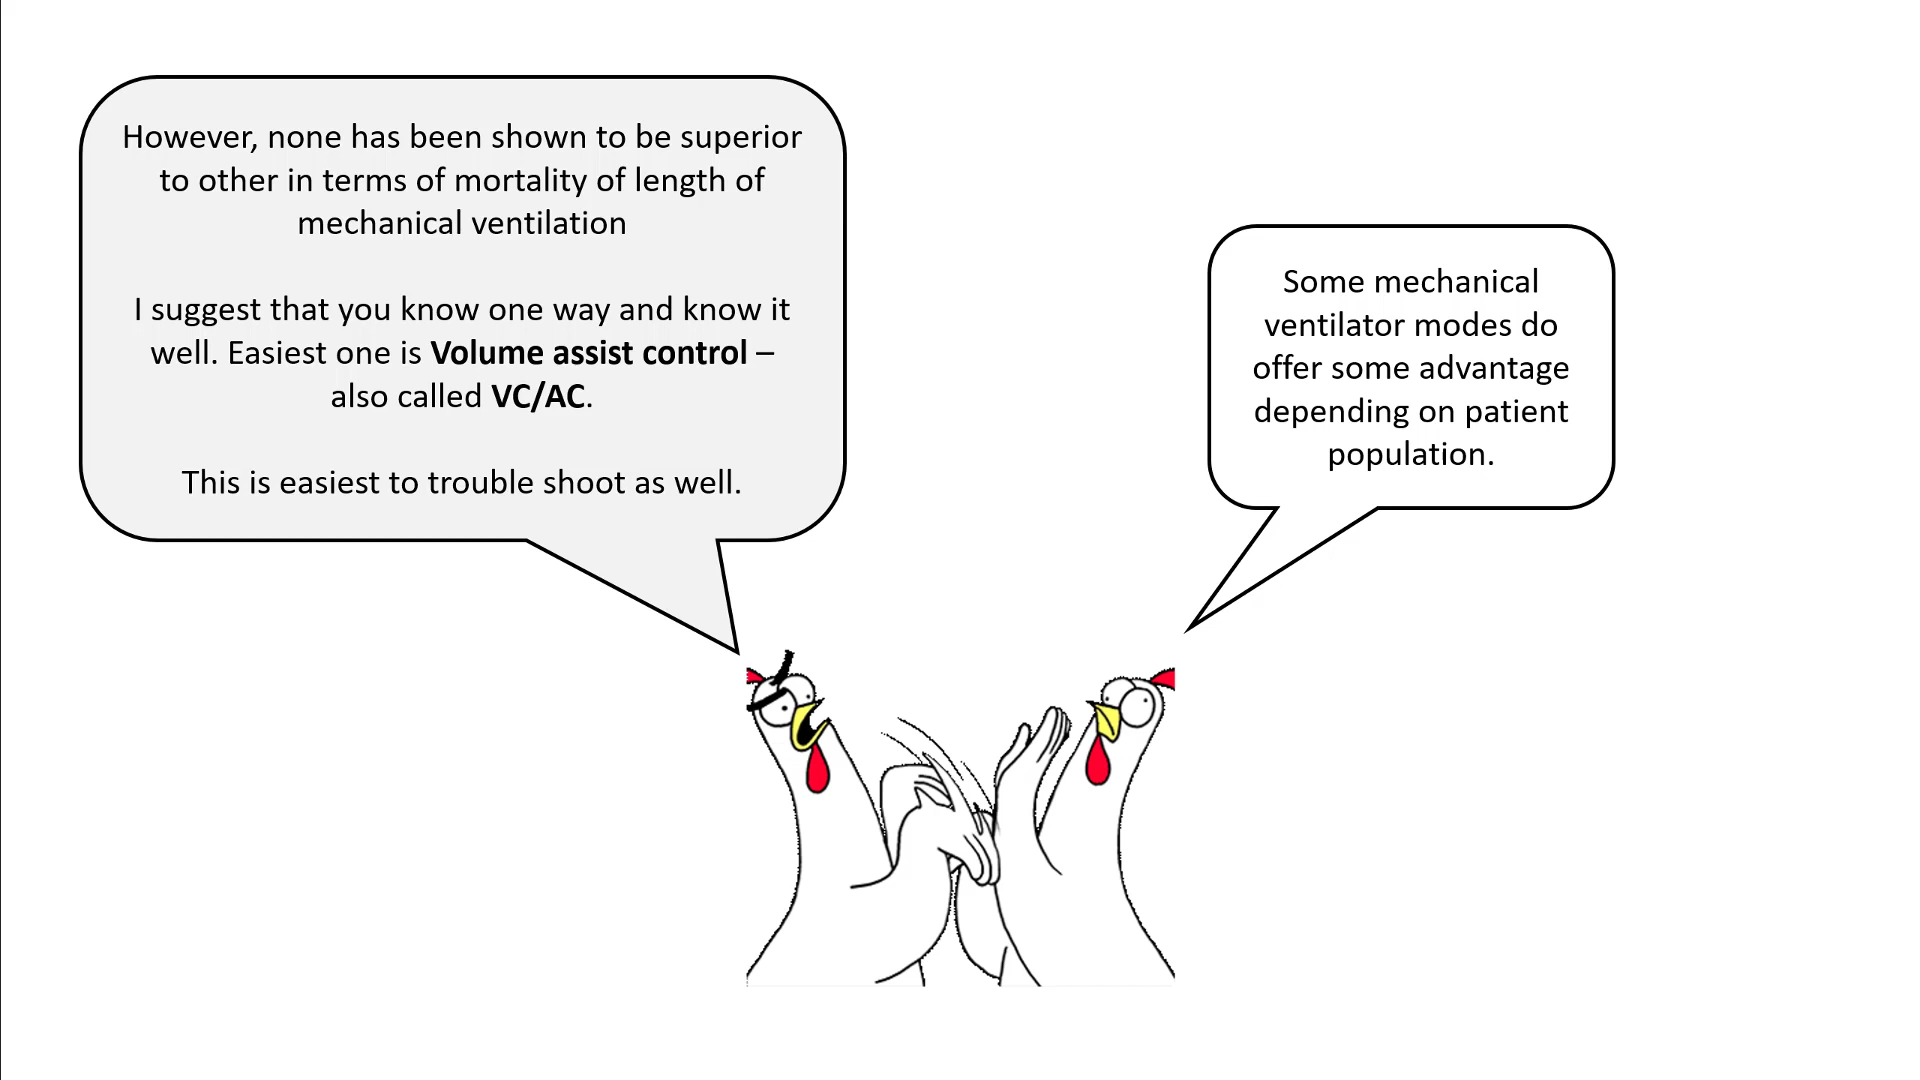 However, none has been shown to be superior
to other in terms of mortality of length of
mechanical ventilation
I suggest that you know one way and know it
well. Easiest one is Volume assist control –
also called VC/AC.
This is easiest to trouble shoot as well.
Some mechanical
ventilator modes do
offer some advantage
depending on patient
population.